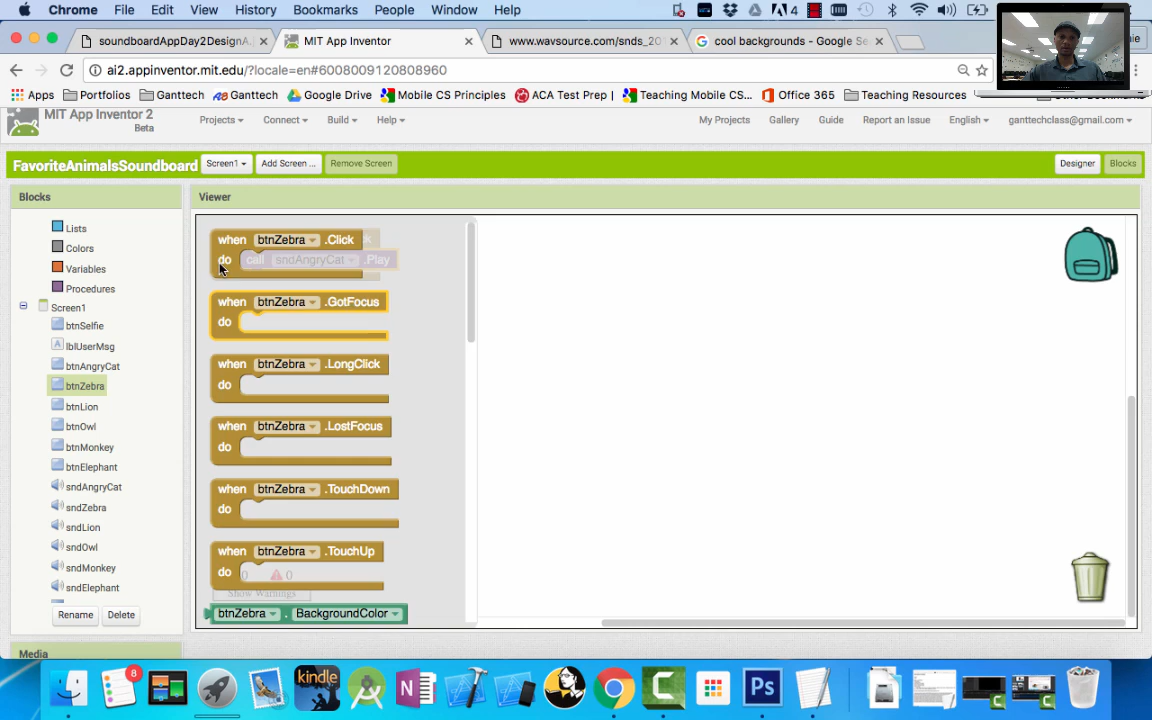 Chrome File Edit View History Bookmarks People Window Help 4
soundboardAppDay2DesignA MIT App Inventor www.wavsource.com/snds_20 cool backgrounds - Google Se
ai2.appinventor.mit.edu/?locale=en#6008009120808960
Apps Portfolios Ganttech Ganttech Google Drive Mobile CS Principles ACA Test Prep | Teaching Mobile CS... Office 365 Teaching Resources
MIT App Inventor 2
Beta
Projects Connect Build Help My Projects Gallery Guide Report an Issue English ganttechclass@gmail.com
FavoriteAnimalsSoundboard Screen1 Add Screen ... Remove Screen Designer Blocks
Blocks
Viewer
Lists
Colors
Variables
Procedures
Screen1
btnSelfie
A lblUserMsg
btnAngryCat
btnZebra
btnLion
btnOwl
btnMonkey
btnElephant
sndAngryCat
sndZebra
sndLion
sndOwl
sndMonkey
sndElephant
Rename Delete
Media
when btnZebra .Click
do call sndAngryCat .Play
when btnZebra .GotFocus
do
when btnZebra .LongClick
do
when btnZebra .LostFocus
do
when btnZebra .TouchDown
do
when btnZebra .TouchUp
do
0 0
Show Warnings
btnZebra . BackgroundColor
8
kindle
N
C
Ps